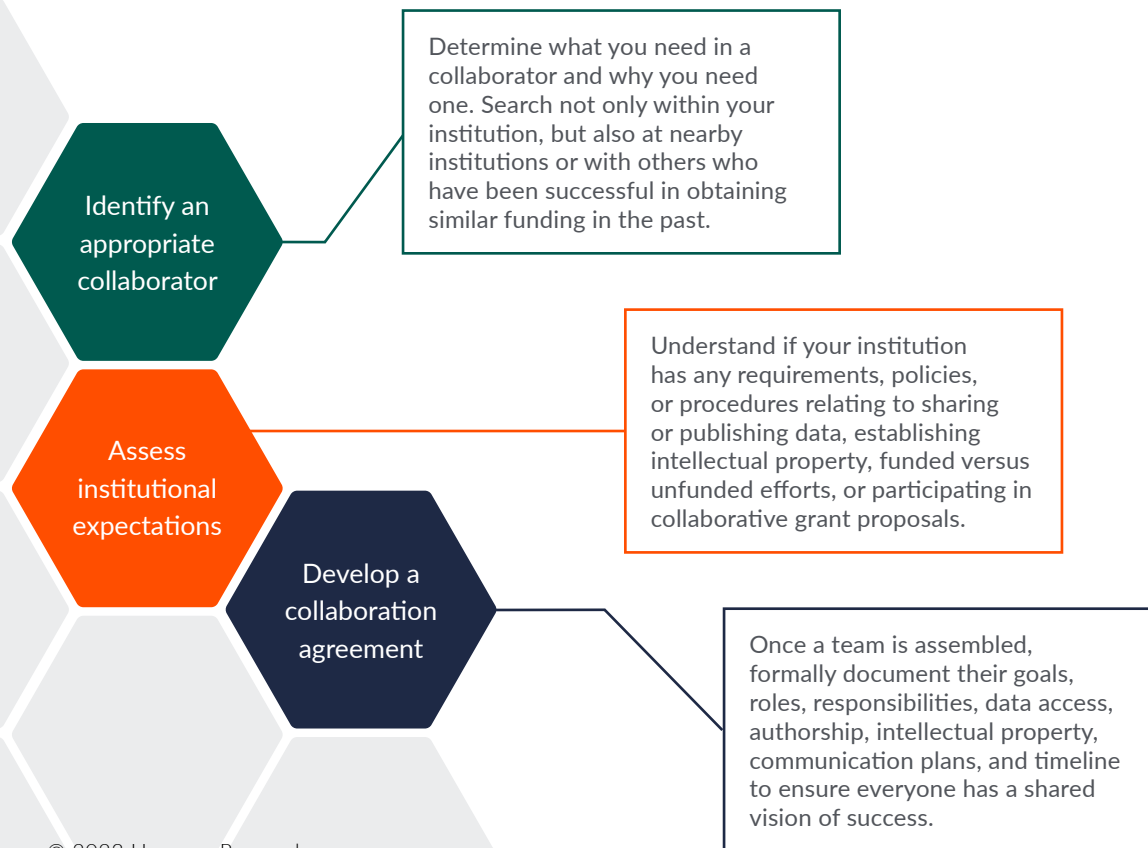 Identify an
appropriate
collaborator
Determine what you need in a
collaborator and why you need
one. Search not only within your
institution, but also at nearby
institutions or with others who
have been successful in obtaining
similar funding in the past.
Assess
institutional
expectations
Understand if your institution
has any requirements, policies,
or procedures relating to sharing
or publishing data, establishing
intellectual property, funded versus
unfunded efforts, or participating in
collaborative grant proposals.
Develop a
collaboration
agreement
Once a team is assembled,
formally document their goals,
roles, responsibilities, data access,
authorship, intellectual property,
communication plans, and timeline
to ensure everyone has a shared
vision of success.